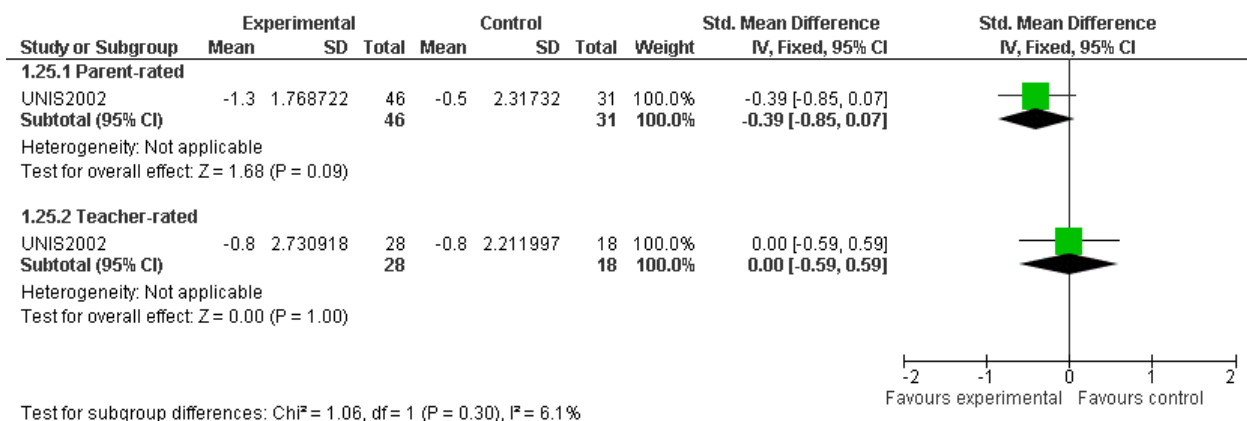 Experimental Control Std. Mean Difference Std. Mean Difference
Study or Subgroup Mean SD Total Mean SD Total Weight IV, Fixed, 95% CI IV, Fixed, 95% CI
1.25.1 Parent-rated
UNIS2002 -1.3 1.768722 46 -0.5 2.31732 31 100.0% -0.39 [-0.85, 0.07]
Subtotal (95% CI) 46 31 100.0% -0.39 [-0.85, 0.07]
Heterogeneity: Not applicable
Test for overall effect: Z = 1.68 (P = 0.09)
1.25.2 Teacher-rated
UNIS2002 -0.8 2.730918 28 -0.8 2.211997 18 100.0% 0.00 [-0.59, 0.59]
Subtotal (95% CI) 28 18 100.0% 0.00 [-0.59, 0.59]
Heterogeneity: Not applicable
Test for overall effect: Z = 0.00 (P = 1.00)
-2 -1 0 1 2
Favours experimental Favours control
Test for subgroup differences: Chi² = 1.06, df = 1 (P = 0.30), I² = 6.1%